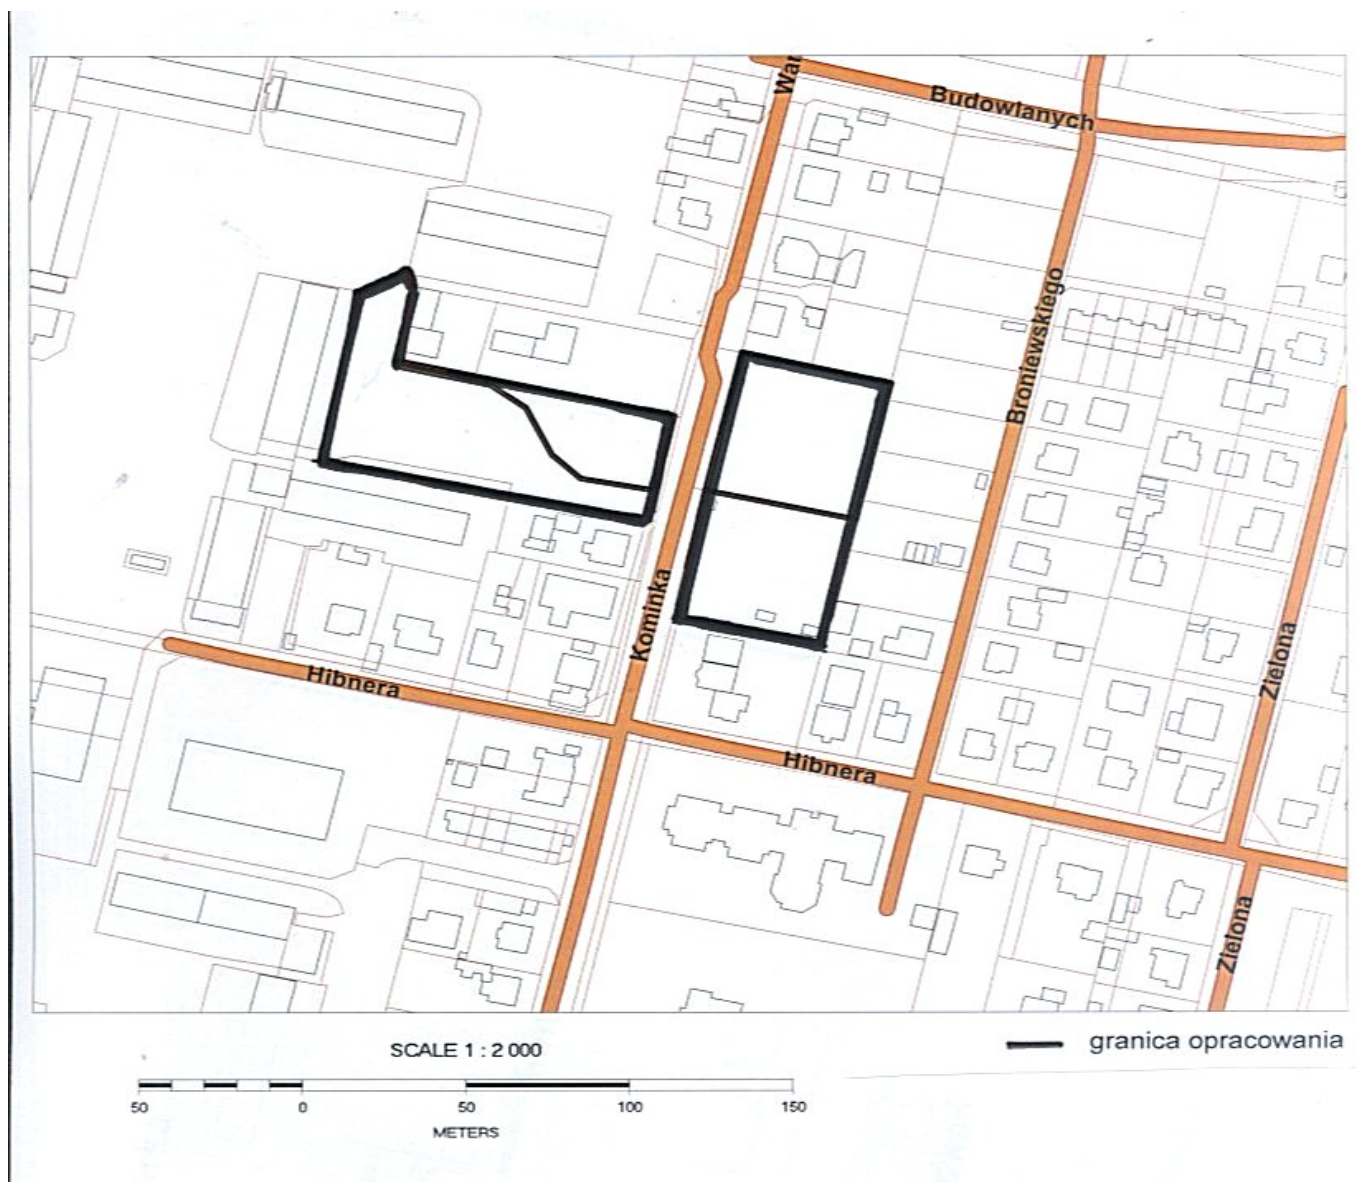 War
Budowlanych
Broniewskiego
Kominka
Zielona
Hibnera
Hibnera
Zielona
SCALE 1 : 2 000
granica opracowania
50 0 50 100 150
METERS